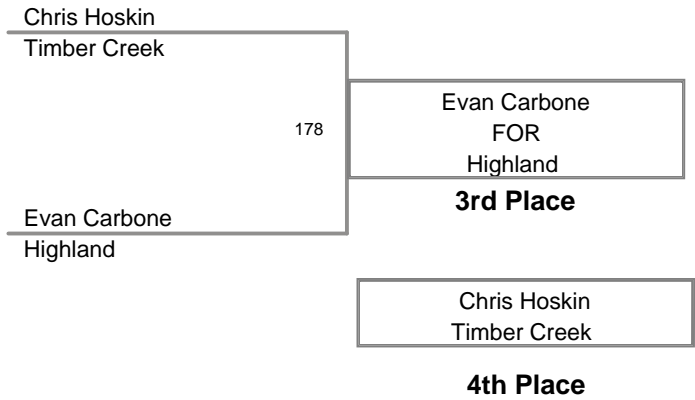 Chris Hoskin
Timber Creek
178
Evan Carbone
FOR
Highland
3rd Place
Evan Carbone
Highland
Chris Hoskin
Timber Creek
4th Place